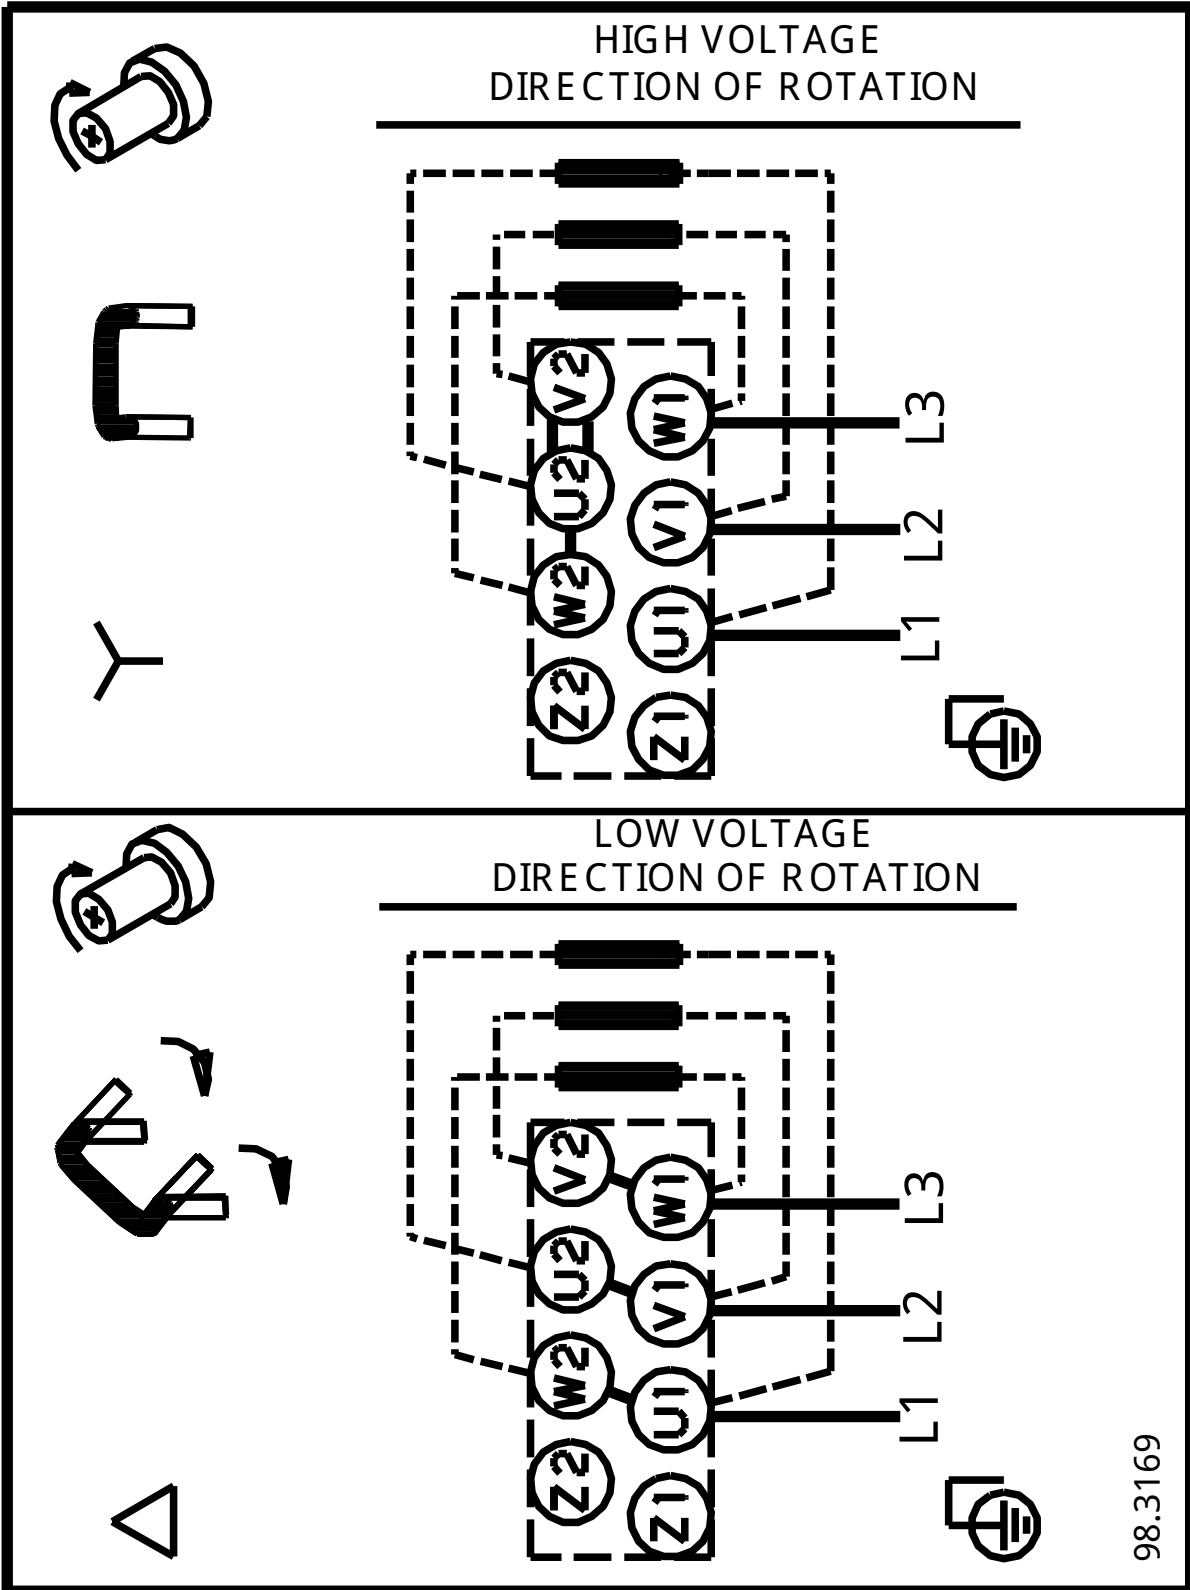 HIGH VOLTAGE
DIRECTION OF ROTATION
V2
W1
L3
U2
V1
L2
W2
U1
L1
Z2
Z1
LOW VOLTAGE
DIRECTION OF ROTATION
V2
W1
L3
U2
V1
L2
W2
U1
L1
Z2
Z1
98.3169